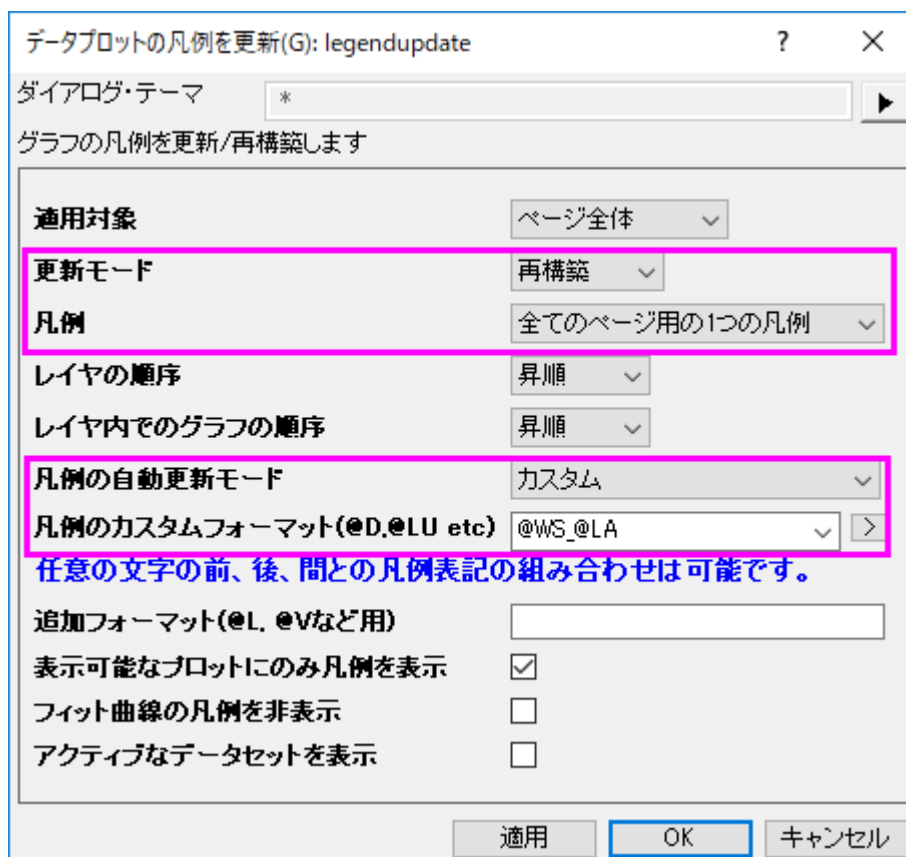 データプロットの凡例を更新(G): legendupdate ? ×
ダイアログ・テーマ *
グラフの凡例を更新/再構築します
適用対象 ページ全体
更新モード 再構築
凡例 全てのページ用の1つの凡例
レイヤの順序 昇順
レイヤ内でのグラフの順序 昇順
凡例の自動更新モード カスタム
凡例のカスタムフォーマット(@D,@LU etc) @WS_@LA >
任意の文字の前、後、間との凡例表記の組み合わせは可能です。
追加フォーマット(@L, @Vなど用)
表示可能なプロットにのみ凡例を表示
フィット曲線の凡例を非表示
アクティブなデータセットを表示
適用 OK キャンセル